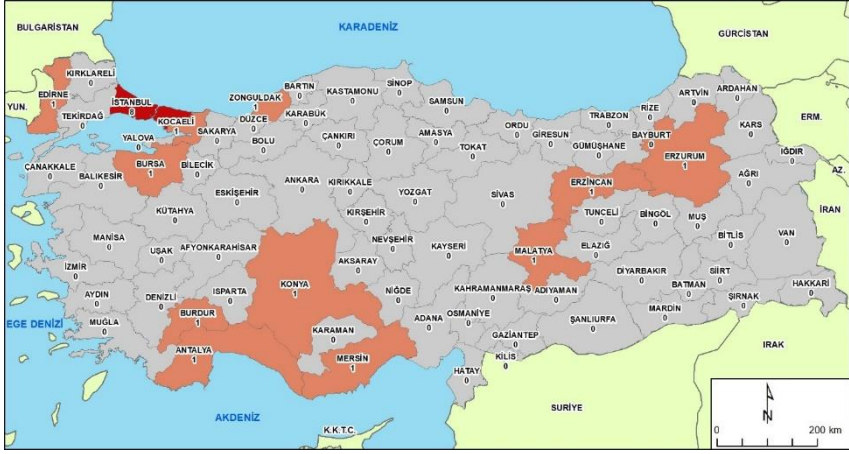 BULGARİSTAN
KARADENİZ
GÜRCİSTAN
YUN.
ERM.
AZ.
İRAN
IRAK
SURİYE
K.K.T.C.
AKDENİZ
EGE DENİZİ
KIRKLARELİ
0
EDİRNE
1
TEKİRDAĞ
0
İSTANBUL
8
KOCAELİ
1
YALOVA
0
SAKARYA
0
DÜZCE
0
ZONGULDAK
1
BARTIN
0
KARABÜK
0
KASTAMONU
0
SİNOP
0
SAMSUN
0
ORDU
0
GİRESUN
0
TRABZON
0
RİZE
0
ARTVİN
0
ARDAHAN
0
KARS
0
IĞDIR
0
ÇANAKKALE
0
BALIKESİR
0
BURSA
1
BİLECİK
0
BOLU
0
ÇANKIRI
0
ÇORUM
0
AMASYA
0
TOKAT
0
GÜMÜŞHANE
0
BAYBURT
0
ERZURUM
1
AĞRI
0
ESKİŞEHİR
0
ANKARA
0
KIRIKKALE
0
YOZGAT
0
SİVAS
0
ERZİNCAN
1
TUNCELİ
0
BİNGÖL
0
MUŞ
0
BİTLİS
0
VAN
0
KÜTAHYA
0
KIRŞEHİR
0
NEVŞEHİR
0
KAYSERİ
0
MALATYA
1
ELAZIĞ
0
MANİSA
0
UŞAK
0
AFYONKARAHİSAR
0
AKSARAY
0
İZMİR
0
KONYA
1
NİĞDE
0
KAHRAMANMARAŞ
0
ADIYAMAN
0
DİYARBAKIR
0
BATMAN
0
SİİRT
0
ŞIRNAK
0
HAKKARİ
0
AYDIN
0
DENİZLİ
0
ISPARTA
0
BURDUR
1
MUĞLA
0
ANTALYA
1
KARAMAN
0
MERSİN
1
ADANA
0
OSMANİYE
0
GAZİANTEP
0
KİLİS
0
ŞANLIURFA
0
MARDİN
0
HATAY
0
N
0
200 km